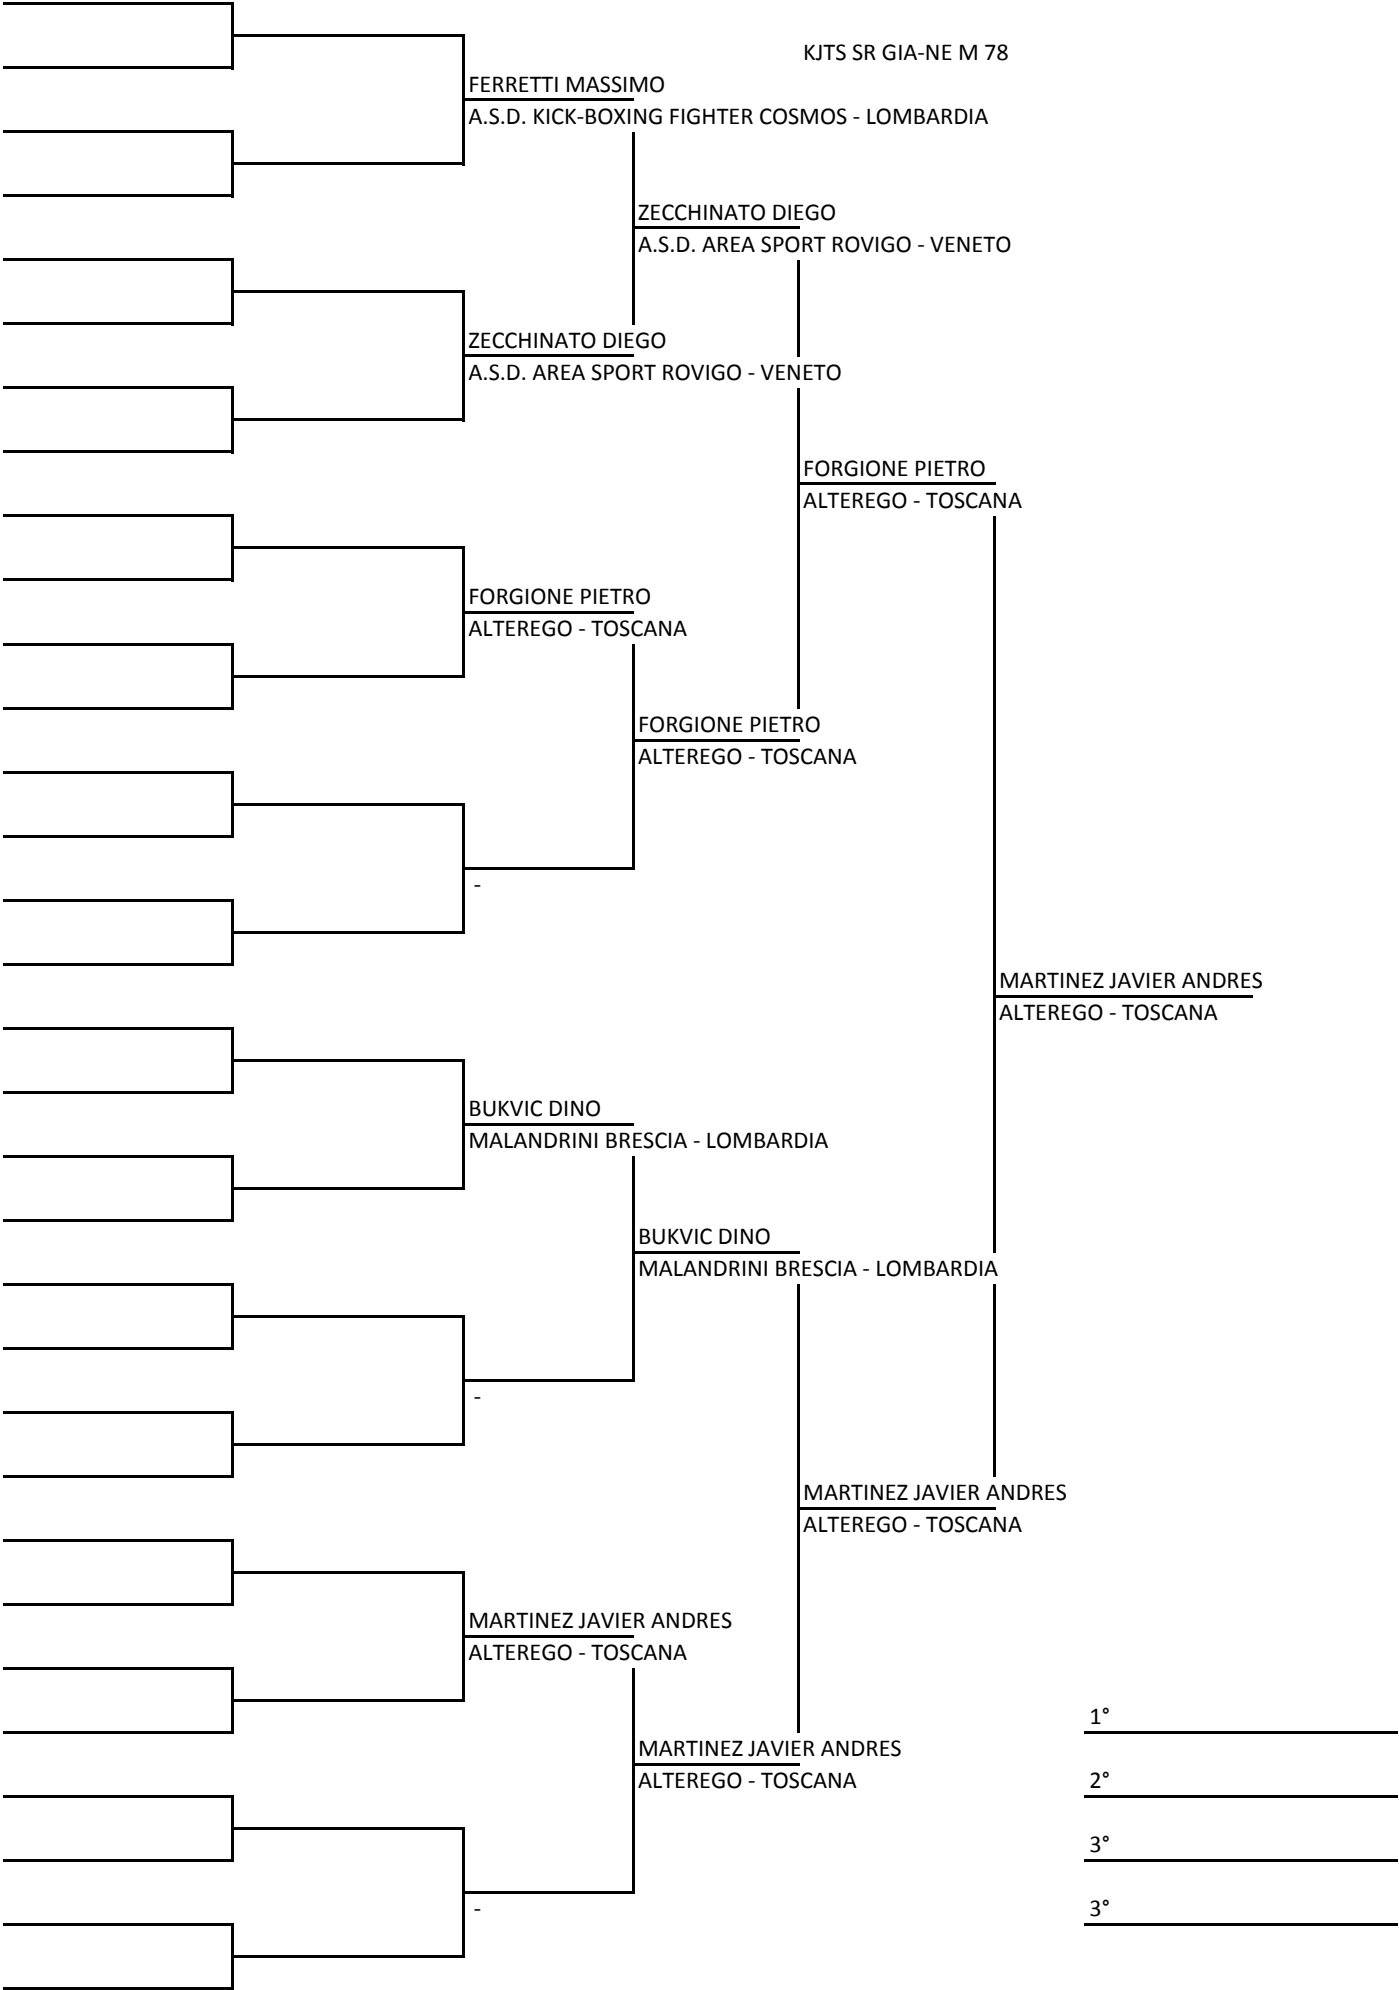 KJTS SR GIA-NE M 78
FERRETTI MASSIMO
A.S.D. KICK-BOXING FIGHTER COSMOS - LOMBARDIA
ZECCHINATO DIEGO
A.S.D. AREA SPORT ROVIGO - VENETO
ZECCHINATO DIEGO
A.S.D. AREA SPORT ROVIGO - VENETO
FORGIONE PIETRO
ALTEREGO - TOSCANA
FORGIONE PIETRO
ALTEREGO - TOSCANA
FORGIONE PIETRO
ALTEREGO - TOSCANA
-
MARTINEZ JAVIER ANDRES
ALTEREGO - TOSCANA
BUKVIC DINO
MALANDRINI BRESCIA - LOMBARDIA
BUKVIC DINO
MALANDRINI BRESCIA - LOMBARDIA
-
MARTINEZ JAVIER ANDRES
ALTEREGO - TOSCANA
MARTINEZ JAVIER ANDRES
ALTEREGO - TOSCANA
1°
MARTINEZ JAVIER ANDRES
ALTEREGO - TOSCANA
2°
3°
-
3°